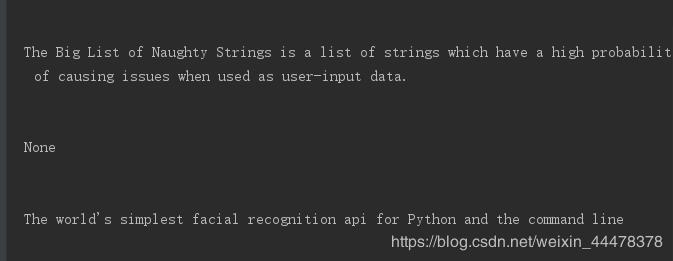 The Big List of Naughty Strings is a list of strings which have a high probabilit
of causing issues when used as user-input data.
None
The world's simplest facial recognition api for Python and the command line
https://blog.csdn.net/weixin_44478378